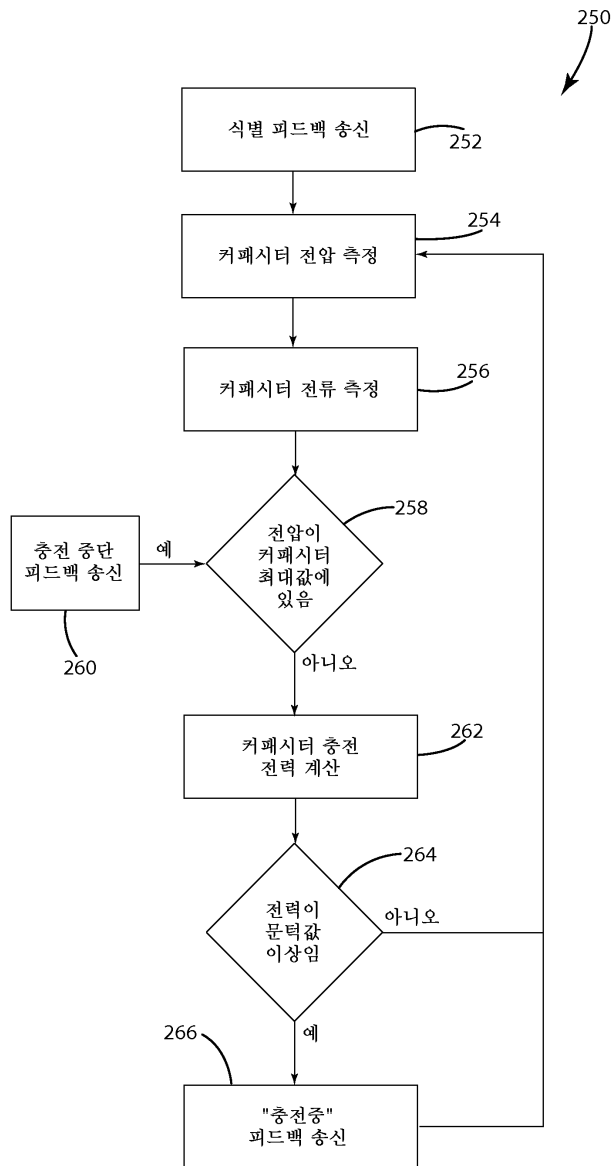 250
식별 피드백 송신
252
254
커패시터 전압 측정
커패시터 전류 측정
256
258
전압이
커패시터
최대값에
있음
충전 중단
피드백 송신
예
260
아니오
커패시터 충전
전력 계산
262
264
전력이
문턱값
이상임
아니오
예
266
"충전중"
피드백 송신